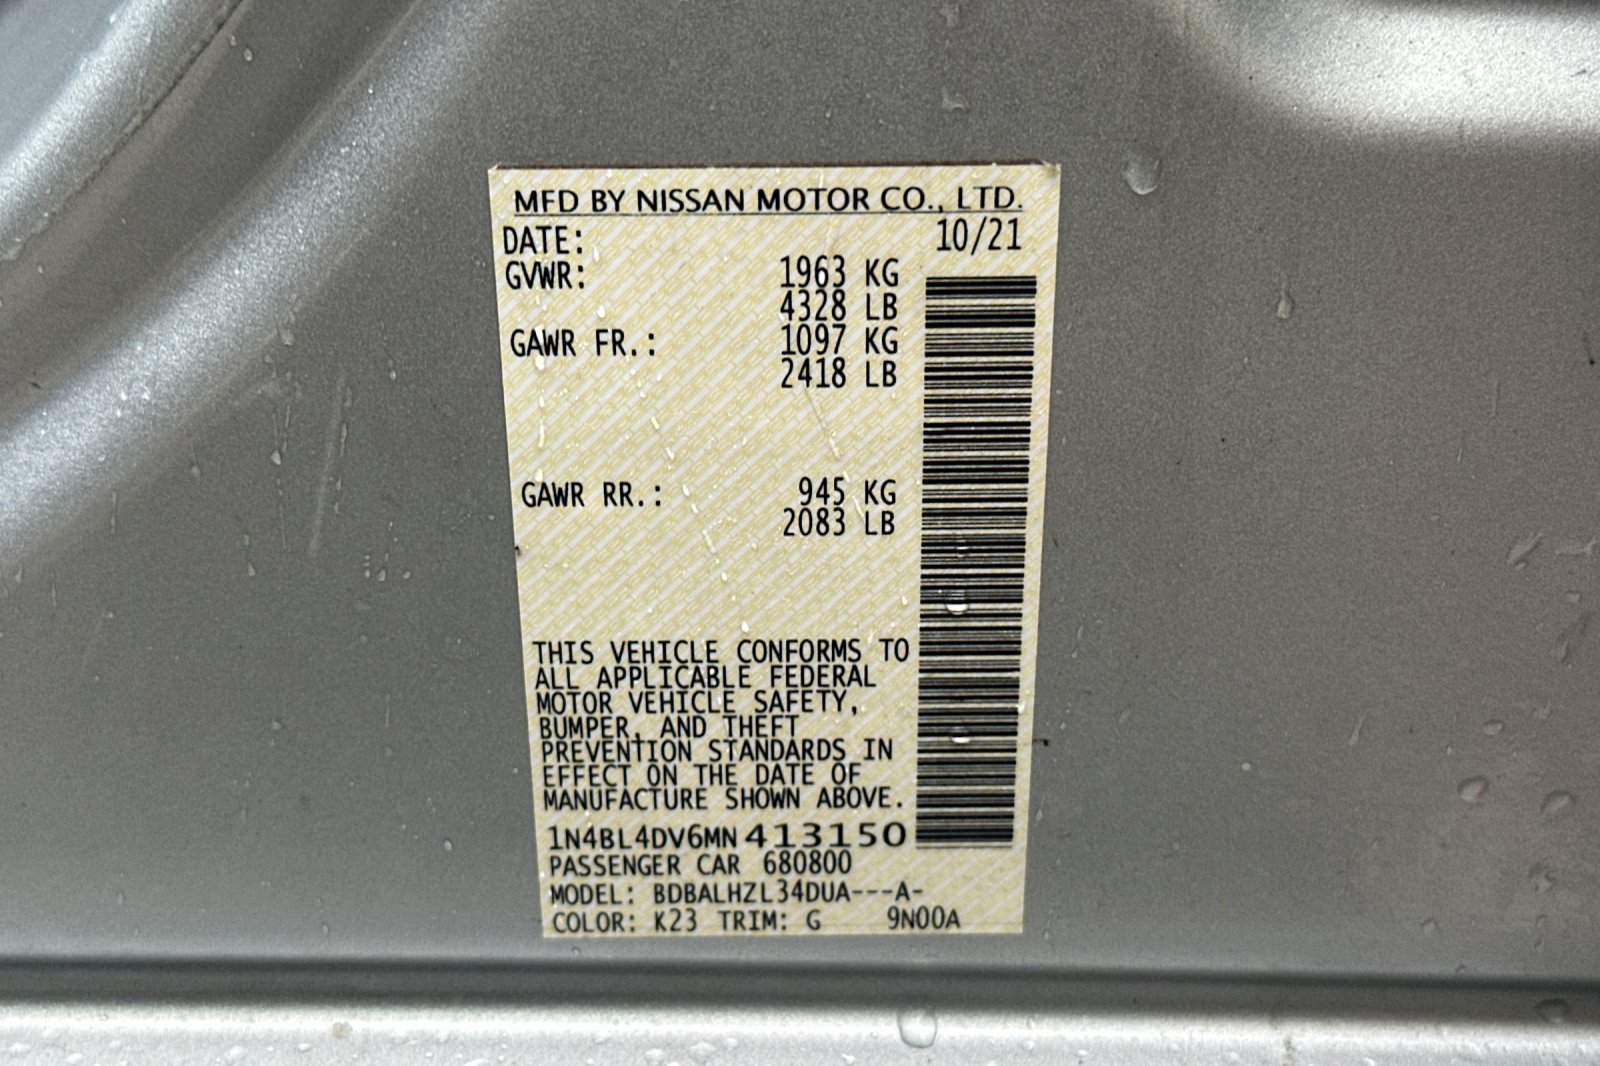 MFD BY NISSAN MOTOR CO., LTD.
DATE: 10/21
GVWR: 1963 KG
4328 LB
GAWR FR.: 1097 KG
2418 LB
GAWR RR.: 945 KG
2083 LB
THIS VEHICLE CONFORMS TO
ALL APPLICABLE FEDERAL
MOTOR VEHICLE SAFETY,
BUMPER, AND THEFT
PREVENTION STANDARDS IN
EFFECT ON THE DATE OF
MANUFACTURE SHOWN ABOVE.
1N4BL4DV6MN413150
PASSENGER CAR 680800
MODEL: BDBALHZL34DUA---A-
COLOR: K23 TRIM: G 9N00A